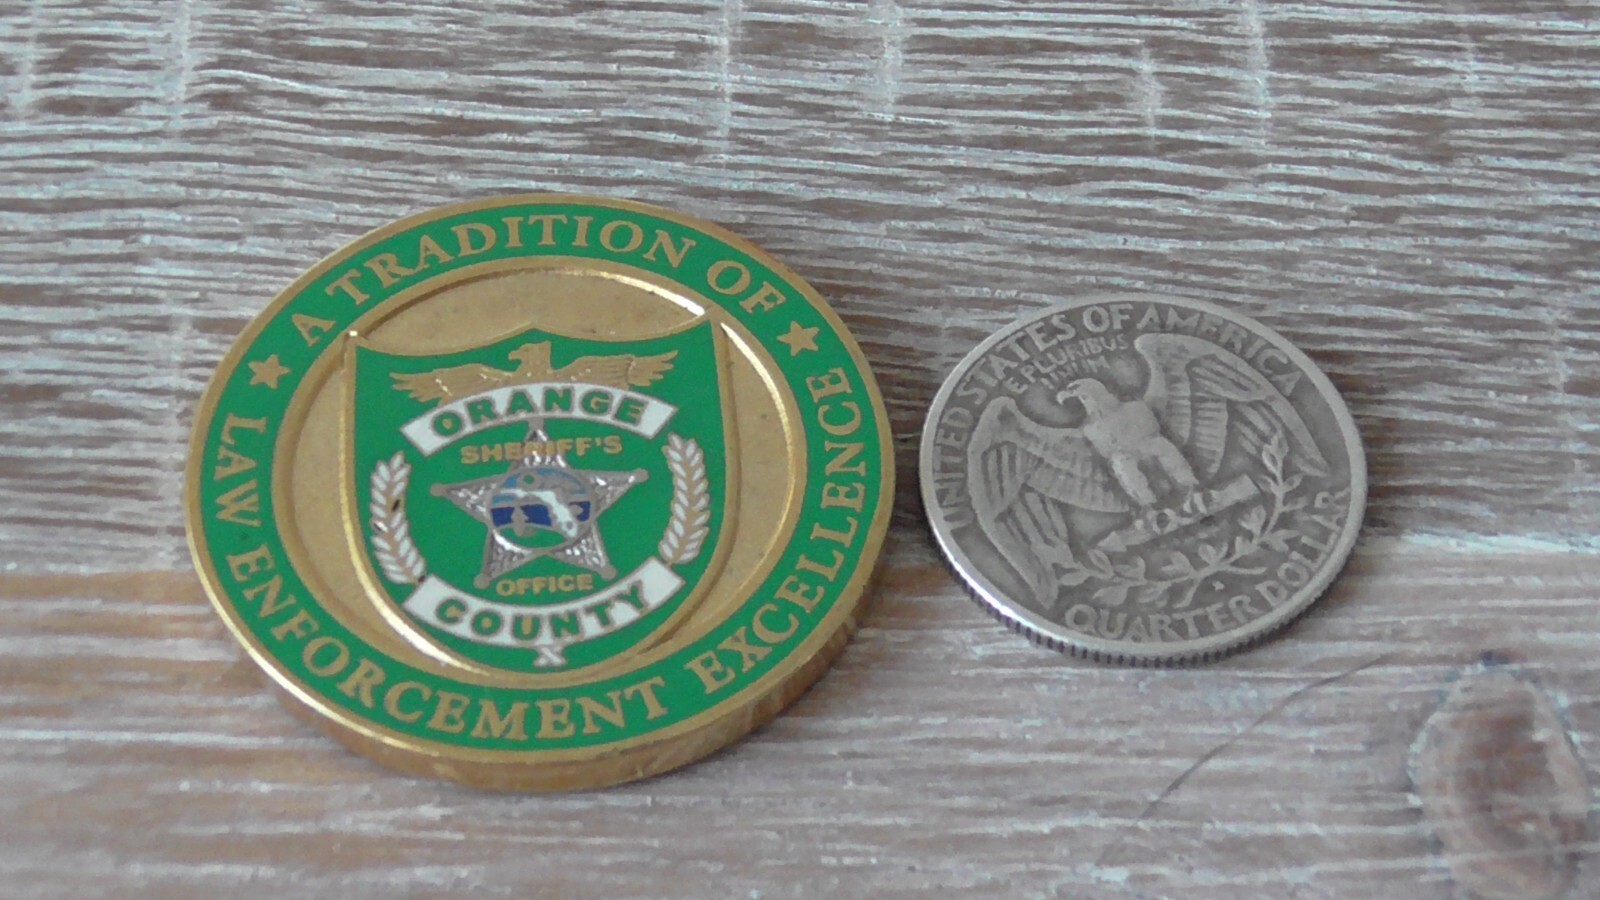 A TRADITION OF
LAW ENFORCEMENT EXCELLENCE
ORANGE
SHERIFF'S
OFFICE
COUNTY
UNITED STATES OF AMERICA
E PLURIBUS
UNUM
QUARTER DOLLAR